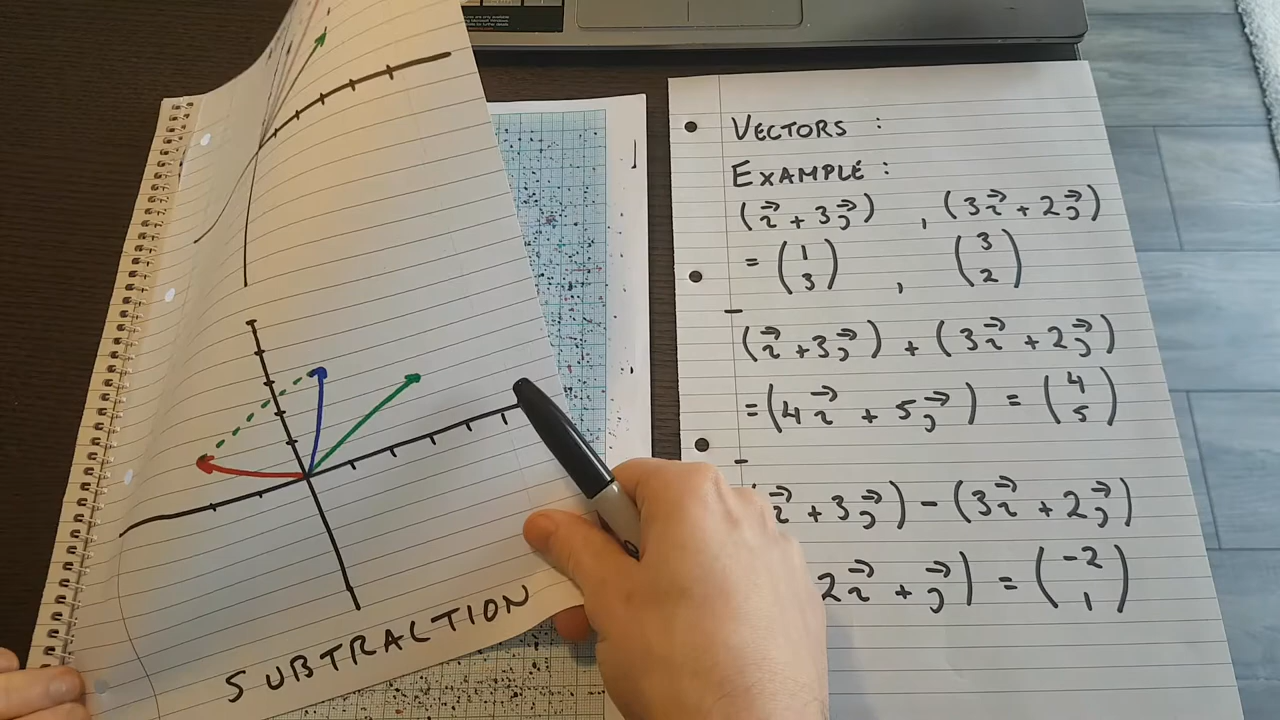 VECTORS :
EXAMPLE :
(i⃗ + 3j⃗) , (3i⃗ + 2j⃗)
= (1 3) , (3 2)
(i⃗ + 3j⃗) + (3i⃗ + 2j⃗)
= (4i⃗ + 5j⃗) = (4 5)
i⃗ + 3j⃗) - (3i⃗ + 2j⃗)
2i⃗ + j⃗) = (-2 1)
SUBTRACTION